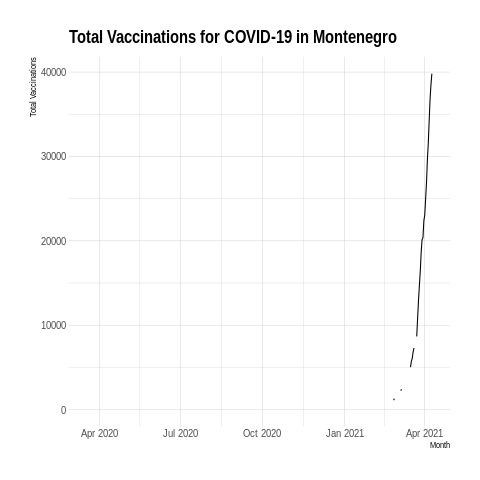 Total Vaccinations for COVID-19 in Montenegro
Total Vaccinations
40000
30000
20000
10000
0
Apr 2020 Jul 2020 Oct 2020 Jan 2021 Apr 2021
Month